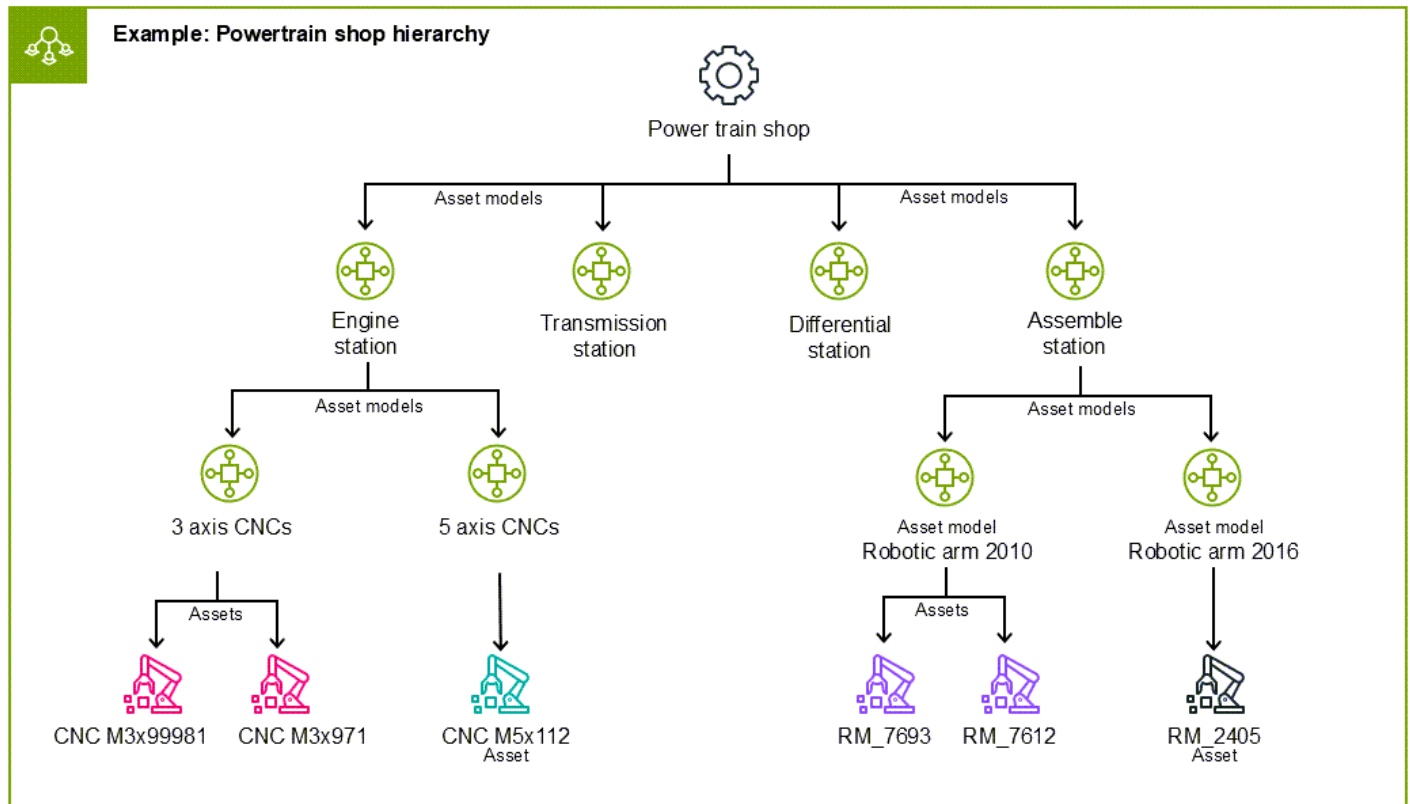 Example: Powertrain shop hierarchy
Power train shop
Asset models
Asset models
Engine
station
Transmission
station
Differential
station
Assemble
station
Asset models
Asset models
3 axis CNCs
5 axis CNCs
Asset model
Robotic arm 2010
Asset model
Robotic arm 2016
Assets
Assets
CNC M3x99981
CNC M3x971
CNC M5x112
Asset
RM_7693
RM_7612
RM_2405
Asset